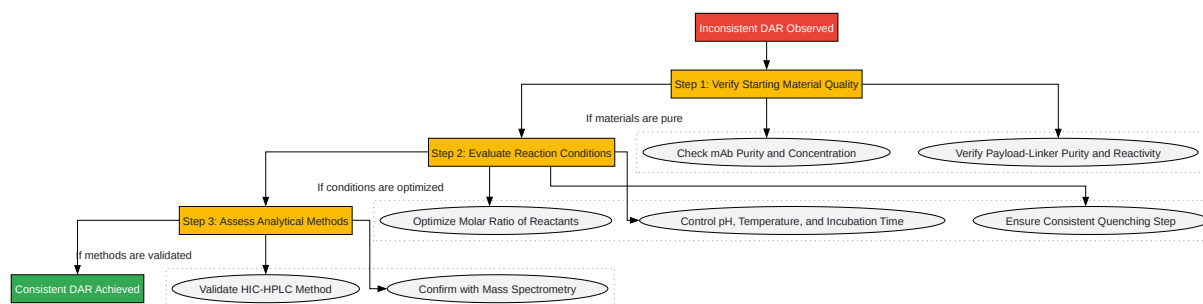 Inconsistent DAR Observed
Step 1: Verify Starting Material Quality
If materials are pure
Step 2: Evaluate Reaction Conditions
Check mAb Purity and Concentration
Verify Payload-Linker Purity and Reactivity
If conditions are optimized
Step 3: Assess Analytical Methods
Optimize Molar Ratio of Reactants
Control pH, Temperature, and Incubation Time
Ensure Consistent Quenching Step
If methods are validated
Consistent DAR Achieved
Validate HIC-HPLC Method
Confirm with Mass Spectrometry